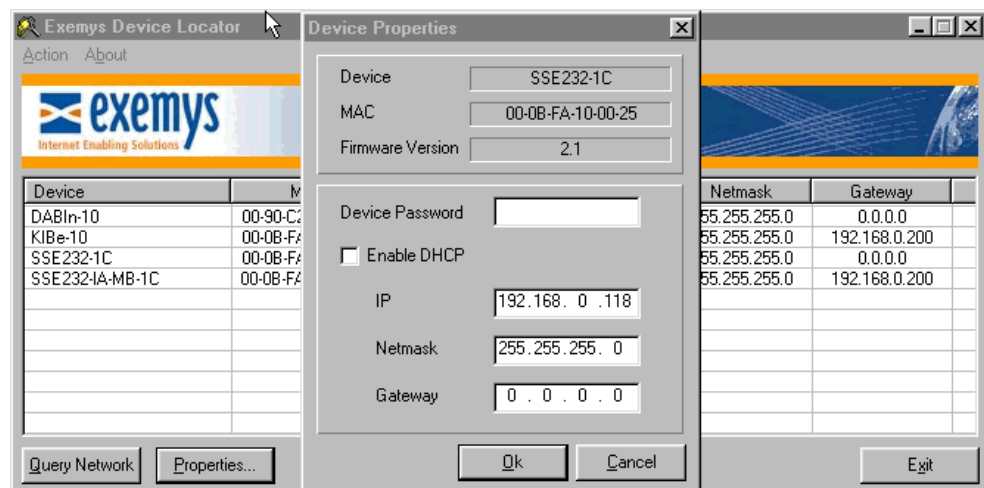 Exemys Device Locator
Action About
exemys
Internet Enabling Solutions
Device Properties
Device SSE232-1C
MAC 00-0B-FA-10-00-25
Firmware Version 2.1
Device Password
Enable DHCP
IP 192.168. 0 .118
Netmask 255.255.255. 0
Gateway 0 . 0 . 0 . 0
Ok Cancel
Device M Netmask Gateway
DABIn-10 00-90-C2 55.255.255.0 0.0.0.0
KIBe-10 00-0B-FA 55.255.255.0 192.168.0.200
SSE232-1C 00-0B-FA 55.255.255.0 0.0.0.0
SSE232-IA-MB-1C 00-0B-FA 55.255.255.0 192.168.0.200
Query Network Properties... Exit